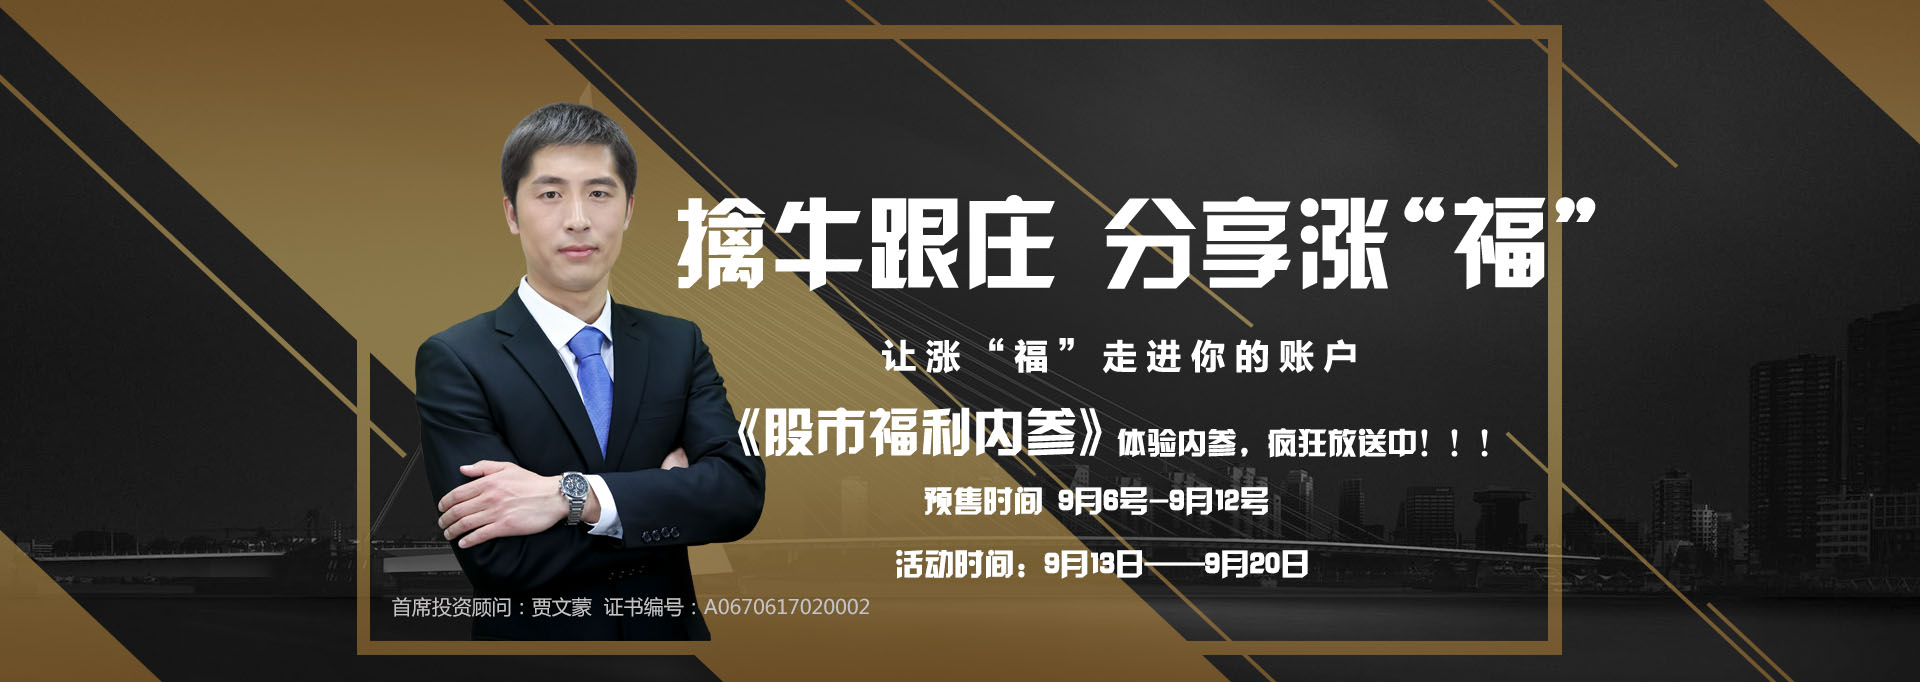 擒牛跟庄 分享涨“福”
让涨“福”走进你的账户
《股市福利内参》体验内参，疯狂放送中！！！
预售时间 9月6号-9月12号
活动时间：9月13日——9月20日
首席投资顾问：贾文蒙 证书编号：A0670617020002